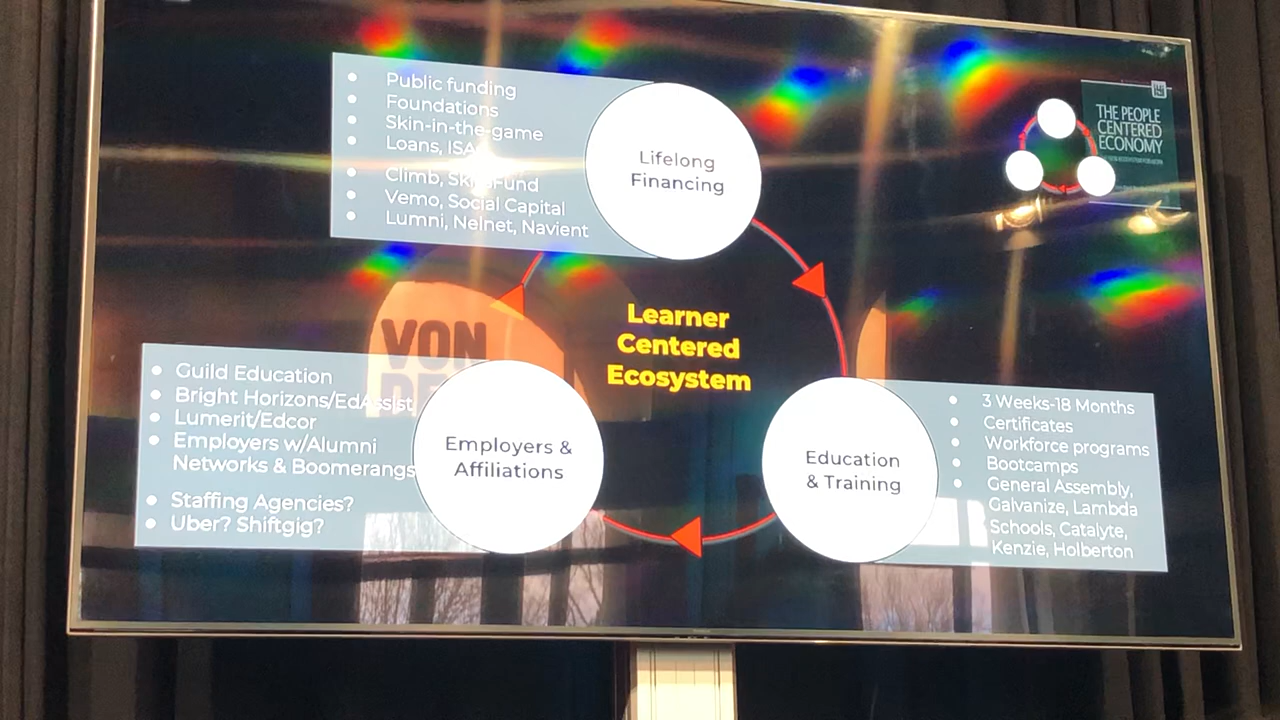 Public funding
Foundations
Skin-in-the-game
Loans, ISA
Climb, Fund
Vemo, Social Capital
Lumni, Nelnet, Navient
Lifelong
Financing
THE PEOPLE
CENTERED
ECONOMY
Learner
Centered
Ecosystem
VON
Guild Education
Bright Horizons/EdAssist
Lumerit/Edcor
Employers w/Alumni
Networks & Boomerangs
Staffing Agencies?
Uber? Shiftgig?
Employers &
Affiliations
Education
& Training
3 Weeks-18 Months
Certificates
Workforce programs
Bootcamps
General Assembly,
Galvanize, Lambda
Schools, Catalyte,
Kenzie, Holberton